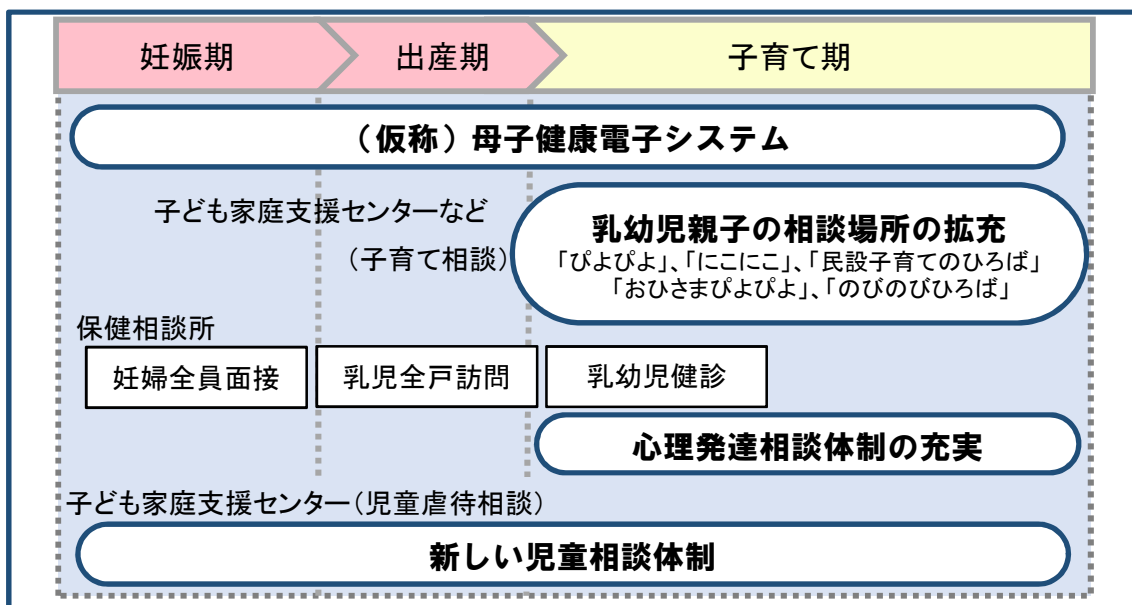 妊娠期
出産期
子育て期
（仮称）母子健康電子システム
子ども家庭支援センターなど
（子育て相談）
乳幼児親子の相談場所の拡充
「ぴよぴよ」、「にこにこ」、「民設子育てのひろば」
「おひさまぴよぴよ」、「のびのびひろば」
保健相談所
妊婦全員面接
乳児全戸訪問
乳幼児健診
心理発達相談体制の充実
子ども家庭支援センター（児童虐待相談）
新しい児童相談体制